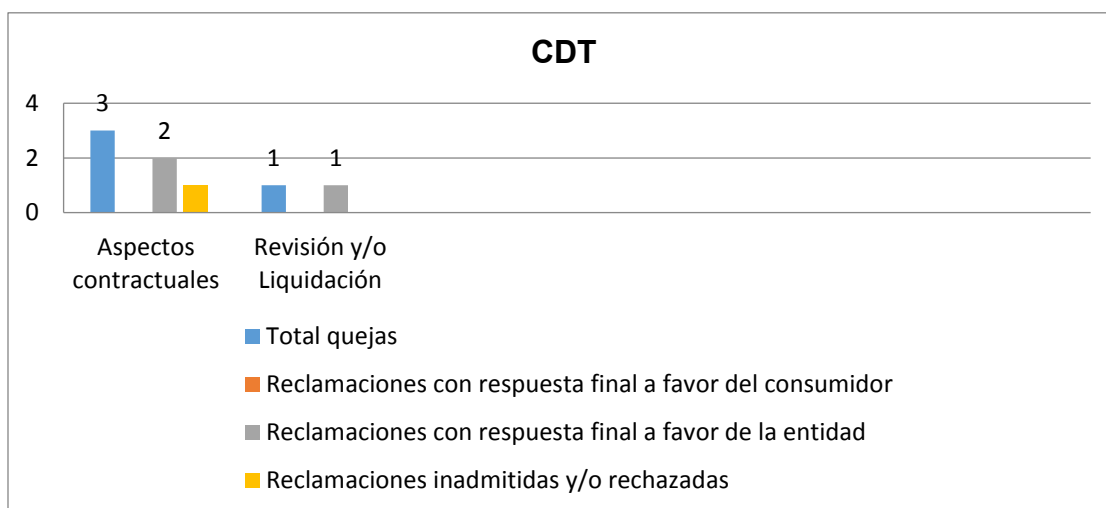 CDT
4
3
2
2
1
1
0
Aspectos
contractuales
Revisión y/o
Liquidación
Total quejas
Reclamaciones con respuesta final a favor del consumidor
Reclamaciones con respuesta final a favor de la entidad
Reclamaciones inadmitidas y/o rechazadas